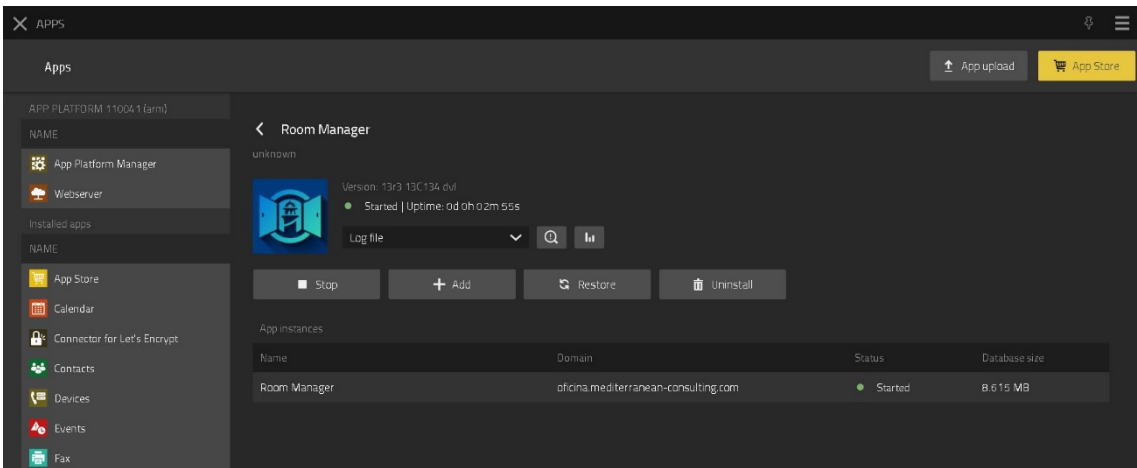 APPS
Apps
App upload
App Store
APP PLATFORM 110041 (arm)
NAME
App Platform Manager
Webserver
Installed apps
NAME
App Store
Calendar
Connector for Let's Encrypt
Contacts
Devices
Events
Fax
Room Manager
unknown
Version: 13r3 13C134 dvl
Started | Uptime: 0d 0h 02m 55s
Log file
Stop
Add
Restore
Uninstall
App instances
Name Domain Status Database size
Room Manager oficina.mediterranean-consulting.com Started 8.615 MB